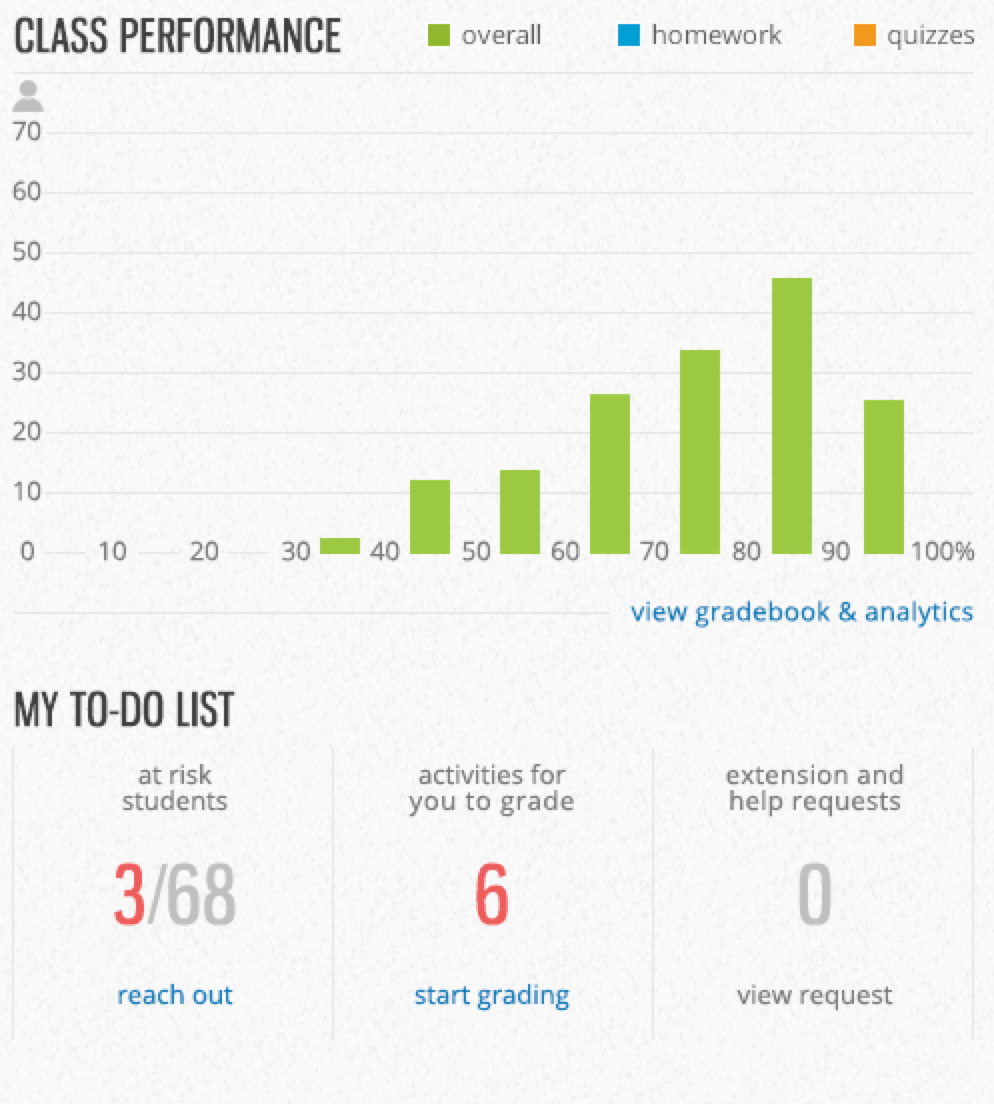 CLASS PERFORMANCE overall homework quizzes
70
60
50
40
30
20
10
0 10 20 30 40 50 60 70 80 90 100%
view gradebook & analytics
MY TO-DO LIST
at risk
students
3/68
reach out
activities for
you to grade
6
start grading
extension and
help requests
0
view request